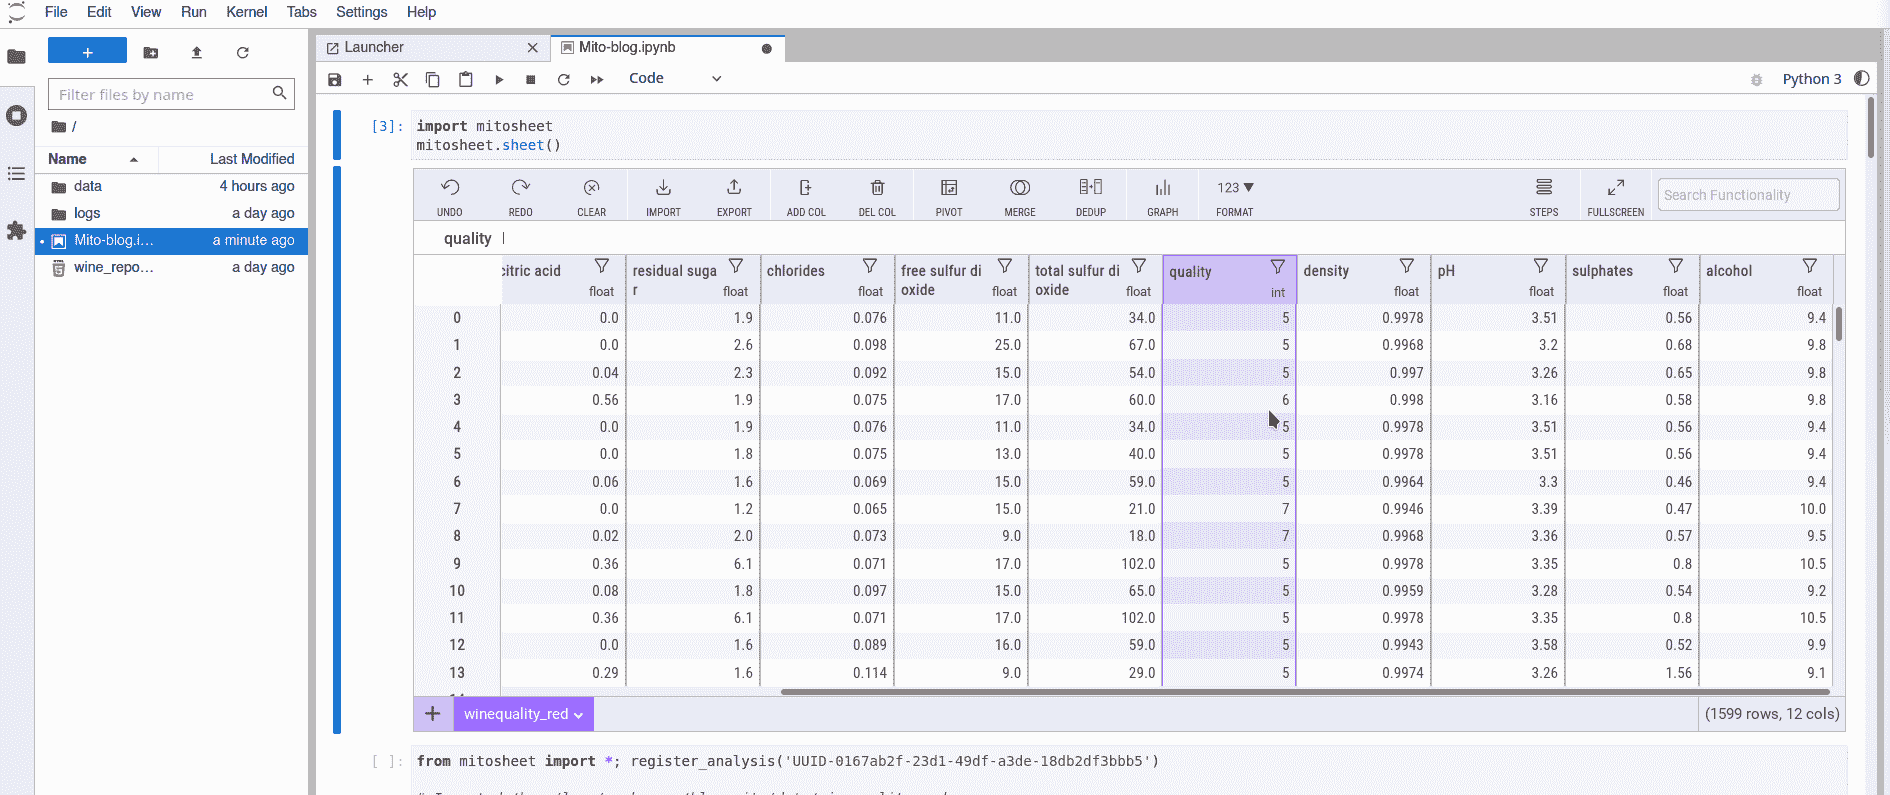 File Edit View Run Kernel Tabs Settings Help
+
Filter files by name
/
Name Last Modified
data 4 hours ago
logs a day ago
Mito-blog.i… a minute ago
wine_repo… a day ago
Launcher Mito-blog.ipynb
Code Python 3
[3]: import mitosheet
mitosheet.sheet()
UNDO REDO CLEAR IMPORT EXPORT ADD COL DEL COL PIVOT MERGE DEDUP GRAPH 123 FORMAT STEPS FULLSCREEN Search Functionality
quality
citric acid float residual sugar float chlorides float free sulfur dioxide float total sulfur dioxide float quality int density float pH float sulphates float alcohol float
0 0.0 1.9 0.076 11.0 34.0 5 0.9978 3.51 0.56 9.4
1 0.0 2.6 0.098 25.0 67.0 5 0.9968 3.2 0.68 9.8
2 0.04 2.3 0.092 15.0 54.0 5 0.997 3.26 0.65 9.8
3 0.56 1.9 0.075 17.0 60.0 6 0.998 3.16 0.58 9.8
4 0.0 1.9 0.076 11.0 34.0 5 0.9978 3.51 0.56 9.4
5 0.0 1.8 0.075 13.0 40.0 5 0.9978 3.51 0.56 9.4
6 0.06 1.6 0.069 15.0 59.0 5 0.9964 3.3 0.46 9.4
7 0.0 1.2 0.065 15.0 21.0 7 0.9946 3.39 0.47 10.0
8 0.02 2.0 0.073 9.0 18.0 7 0.9968 3.36 0.57 9.5
9 0.36 6.1 0.071 17.0 102.0 5 0.9978 3.35 0.8 10.5
10 0.08 1.8 0.097 15.0 65.0 5 0.9959 3.28 0.54 9.2
11 0.36 6.1 0.071 17.0 102.0 5 0.9978 3.35 0.8 10.5
12 0.0 1.6 0.089 16.0 59.0 5 0.9943 3.58 0.52 9.9
13 0.29 1.6 0.114 9.0 29.0 5 0.9974 3.26 1.56 9.1
+ winequality_red (1599 rows, 12 cols)
[ ]: from mitosheet import *; register_analysis('UUID-0167ab2f-23d1-49df-a3de-18db2df3bbb5')